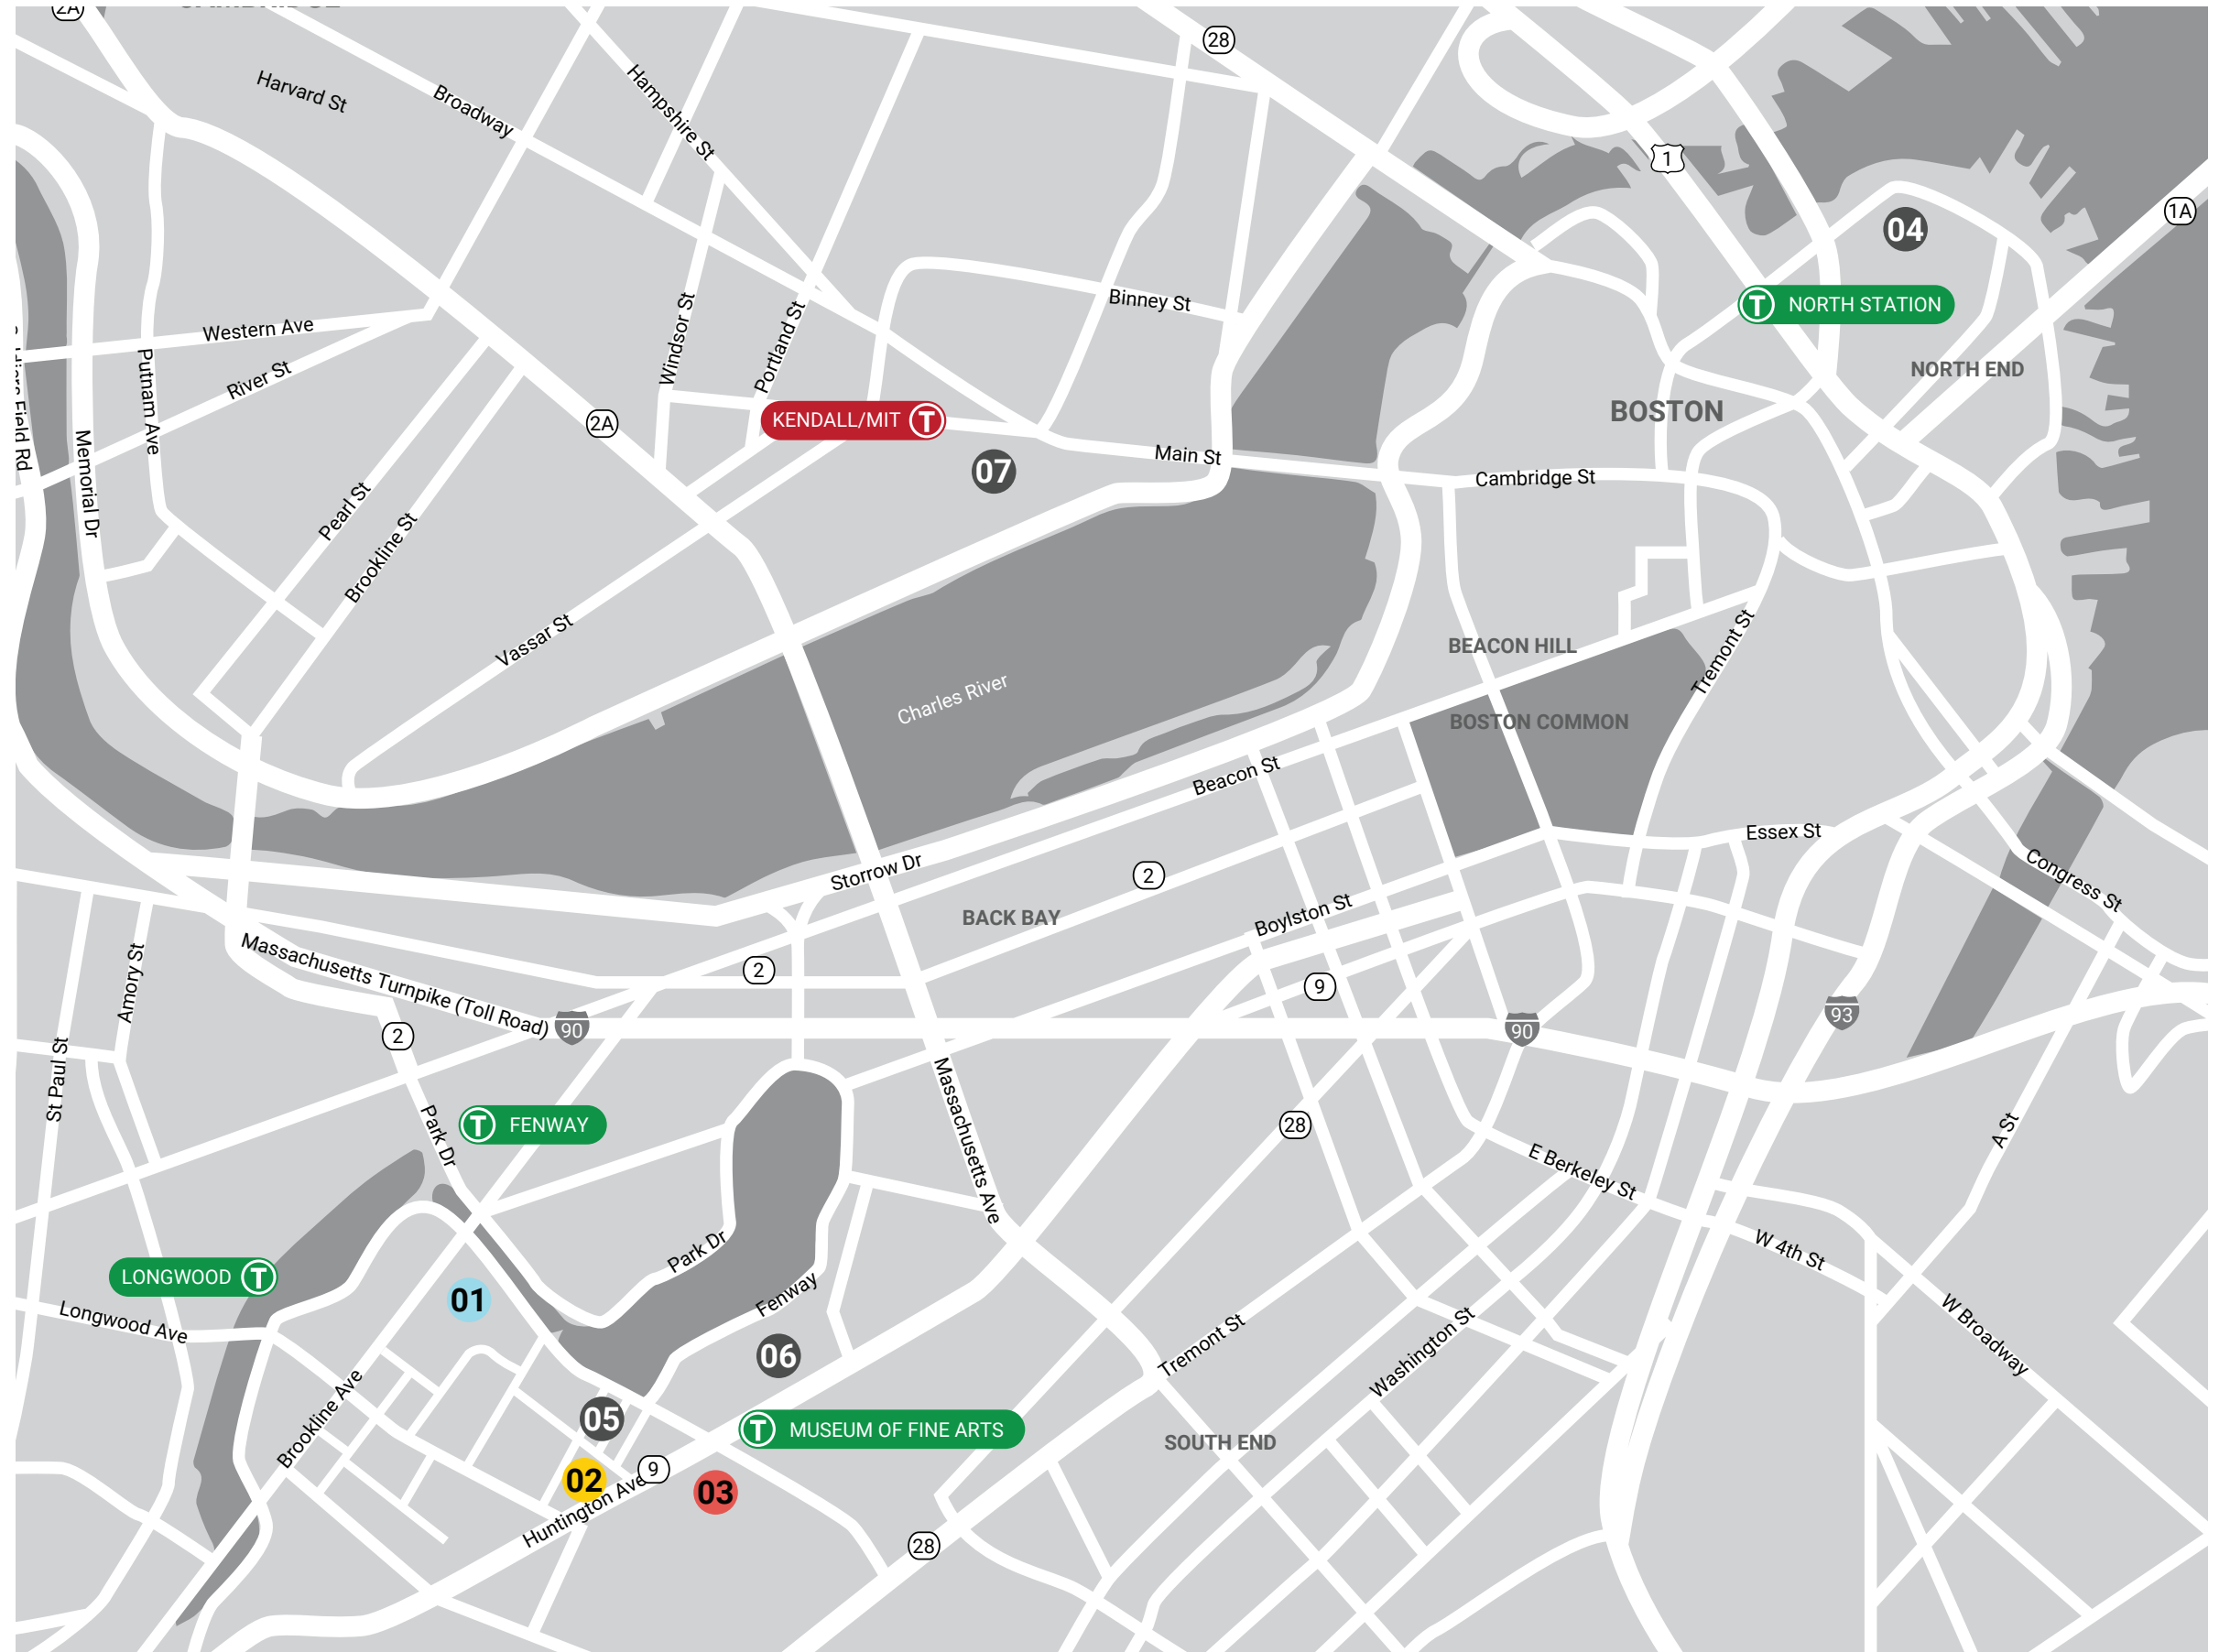 2A
28
Harvard St
Broadway
Hampshire St
1
1A
04
Binney St
NORTH STATION
Western Ave
River St
Putnam Ave
Windsor St
Portland St
NORTH END
BOSTON
2A
KENDALL/MIT
07
Main St
Cambridge St
Field Rd
Memorial Dr
Pearl St
Brookline St
Vassar St
BEACON HILL
Tremont St
Charles River
BOSTON COMMON
Beacon St
Essex St
Storrow Dr
2
Congress St
BACK BAY
Boylston St
Massachusetts Turnpike (Toll Road)
2
9
Amory St
90
90
93
2
St Paul St
Park Dr
FENWAY
Massachusetts Ave
28
A St
E Berkeley St
Park Dr
W 4th St
LONGWOOD
01
Fenway
Longwood Ave
W Broadway
06
Tremont St
Washington St
Brookline Ave
05
MUSEUM OF FINE ARTS
SOUTH END
02
9
03
Huntington Ave
28